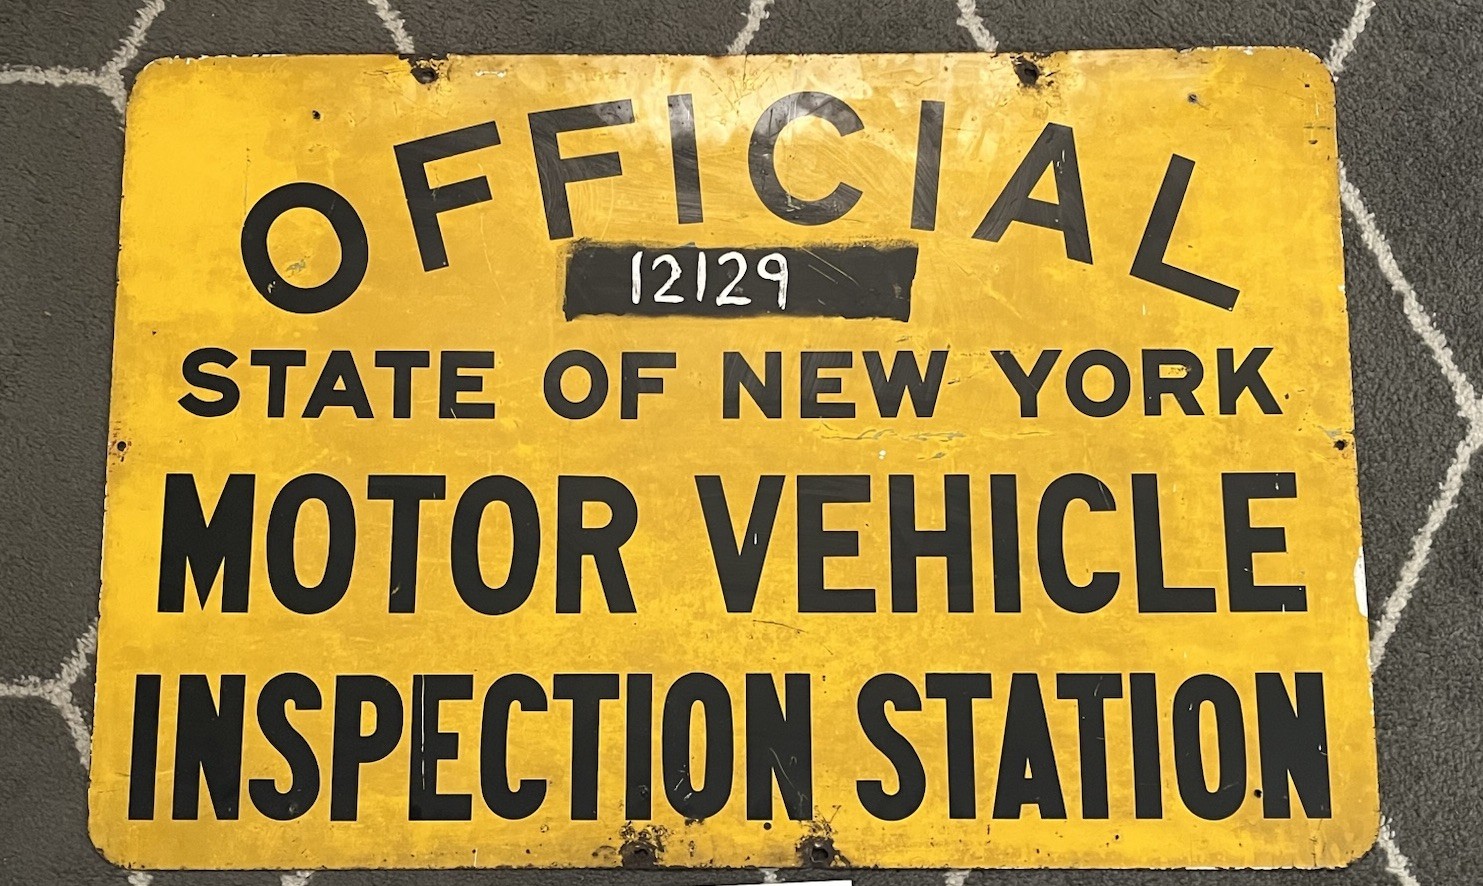 OFFICIAL
12129
STATE OF NEW YORK
MOTOR VEHICLE
INSPECTION STATION